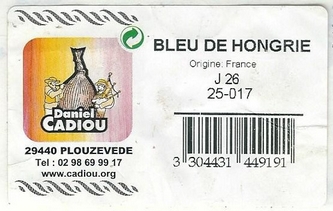 BLEU DE HONGRIE
Origine: France
J 26
25-017
Daniel
CADIOU
29440 PLOUZEVEDE
Tel : 02 98 69 99 17
www.cadiou.org
3 304431 449191